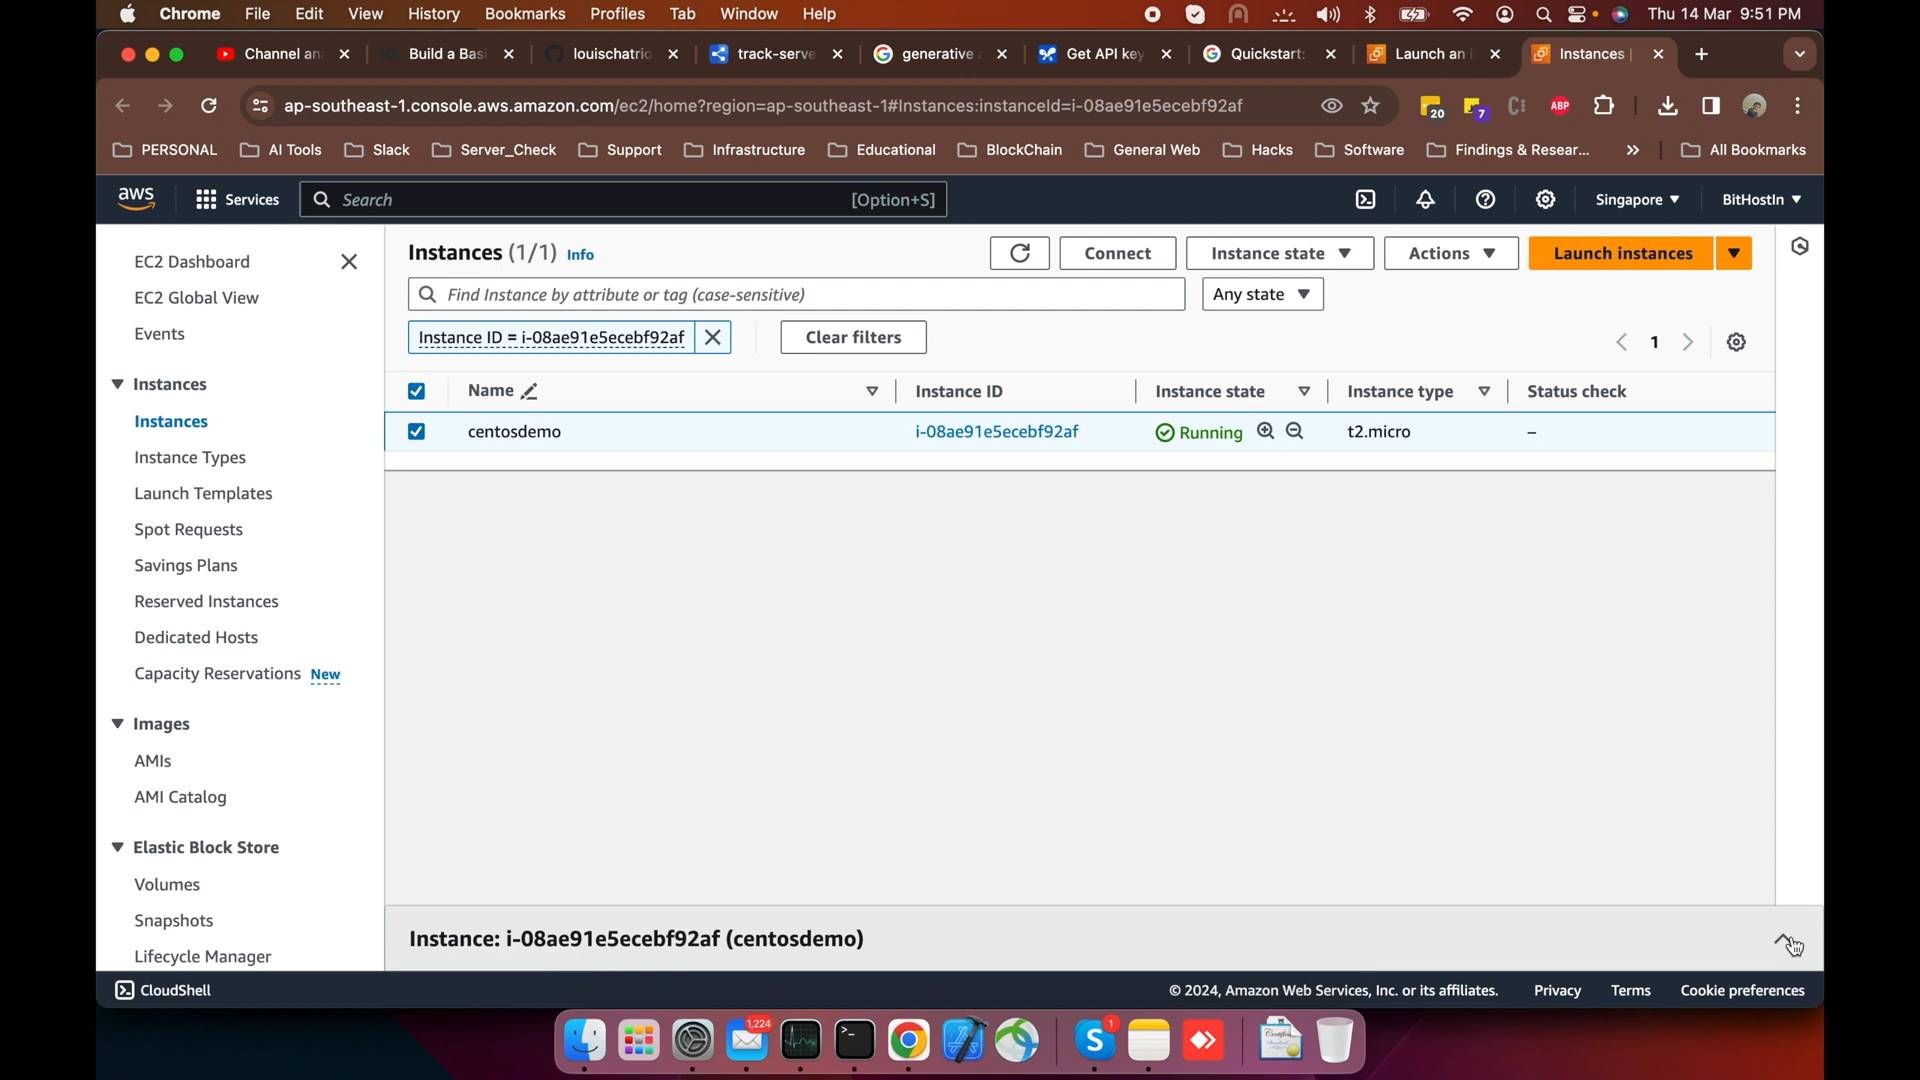 Chrome File Edit View History Bookmarks Profiles Tab Window Help Thu 14 Mar 9:51 PM
Channel an Build a Basi louischatrio track-serve generative a Get API key Quickstart: Launch an i Instances |
ap-southeast-1.console.aws.amazon.com/ec2/home?region=ap-southeast-1#Instances:instanceId=i-08ae91e5ecebf92af 20 7 ABP
PERSONAL AI Tools Slack Server_Check Support Infrastructure Educational BlockChain General Web Hacks Software Findings & Resear... » All Bookmarks
aws Services Search [Option+S] Singapore BitHostIn
EC2 Dashboard
EC2 Global View
Events
Instances
Instances
Instance Types
Launch Templates
Spot Requests
Savings Plans
Reserved Instances
Dedicated Hosts
Capacity Reservations New
Images
AMIs
AMI Catalog
Elastic Block Store
Volumes
Snapshots
Lifecycle Manager
Instances (1/1) Info Connect Instance state Actions Launch instances
Find Instance by attribute or tag (case-sensitive) Any state
Instance ID = i-08ae91e5ecebf92af Clear filters 1
Name Instance ID Instance state Instance type Status check
centosdemo i-08ae91e5ecebf92af Running t2.micro –
Instance: i-08ae91e5ecebf92af (centosdemo)
CloudShell © 2024, Amazon Web Services, Inc. or its affiliates. Privacy Terms Cookie preferences
1,224 1